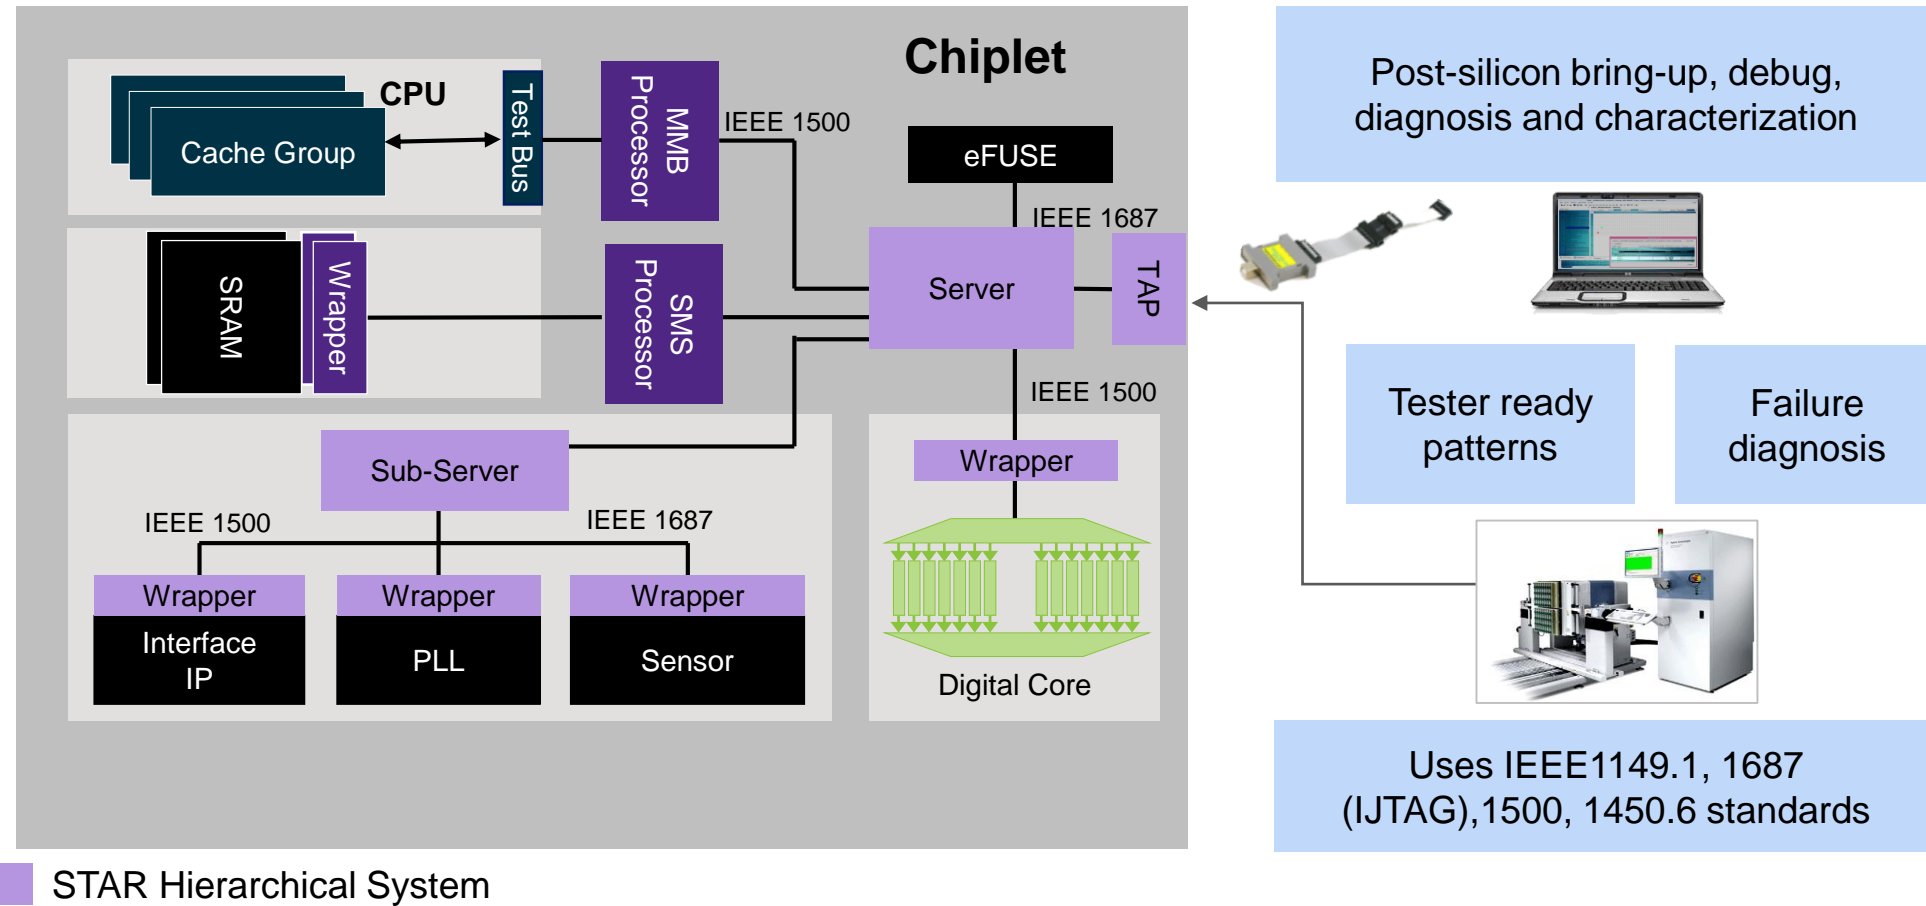 Chiplet
CPU
Cache Group
Test Bus
MMB
Processor
IEEE 1500
eFUSE
IEEE 1687
SRAM
Wrapper
SMS
Processor
Server
TAP
IEEE 1500
Sub-Server
IEEE 1500
IEEE 1687
Wrapper
Interface
IP
Wrapper
PLL
Wrapper
Sensor
Wrapper
Digital Core
Post-silicon bring-up, debug,
diagnosis and characterization
Tester ready
patterns
Failure
diagnosis
Uses IEEE1149.1, 1687
(IJTAG),1500, 1450.6 standards
STAR Hierarchical System